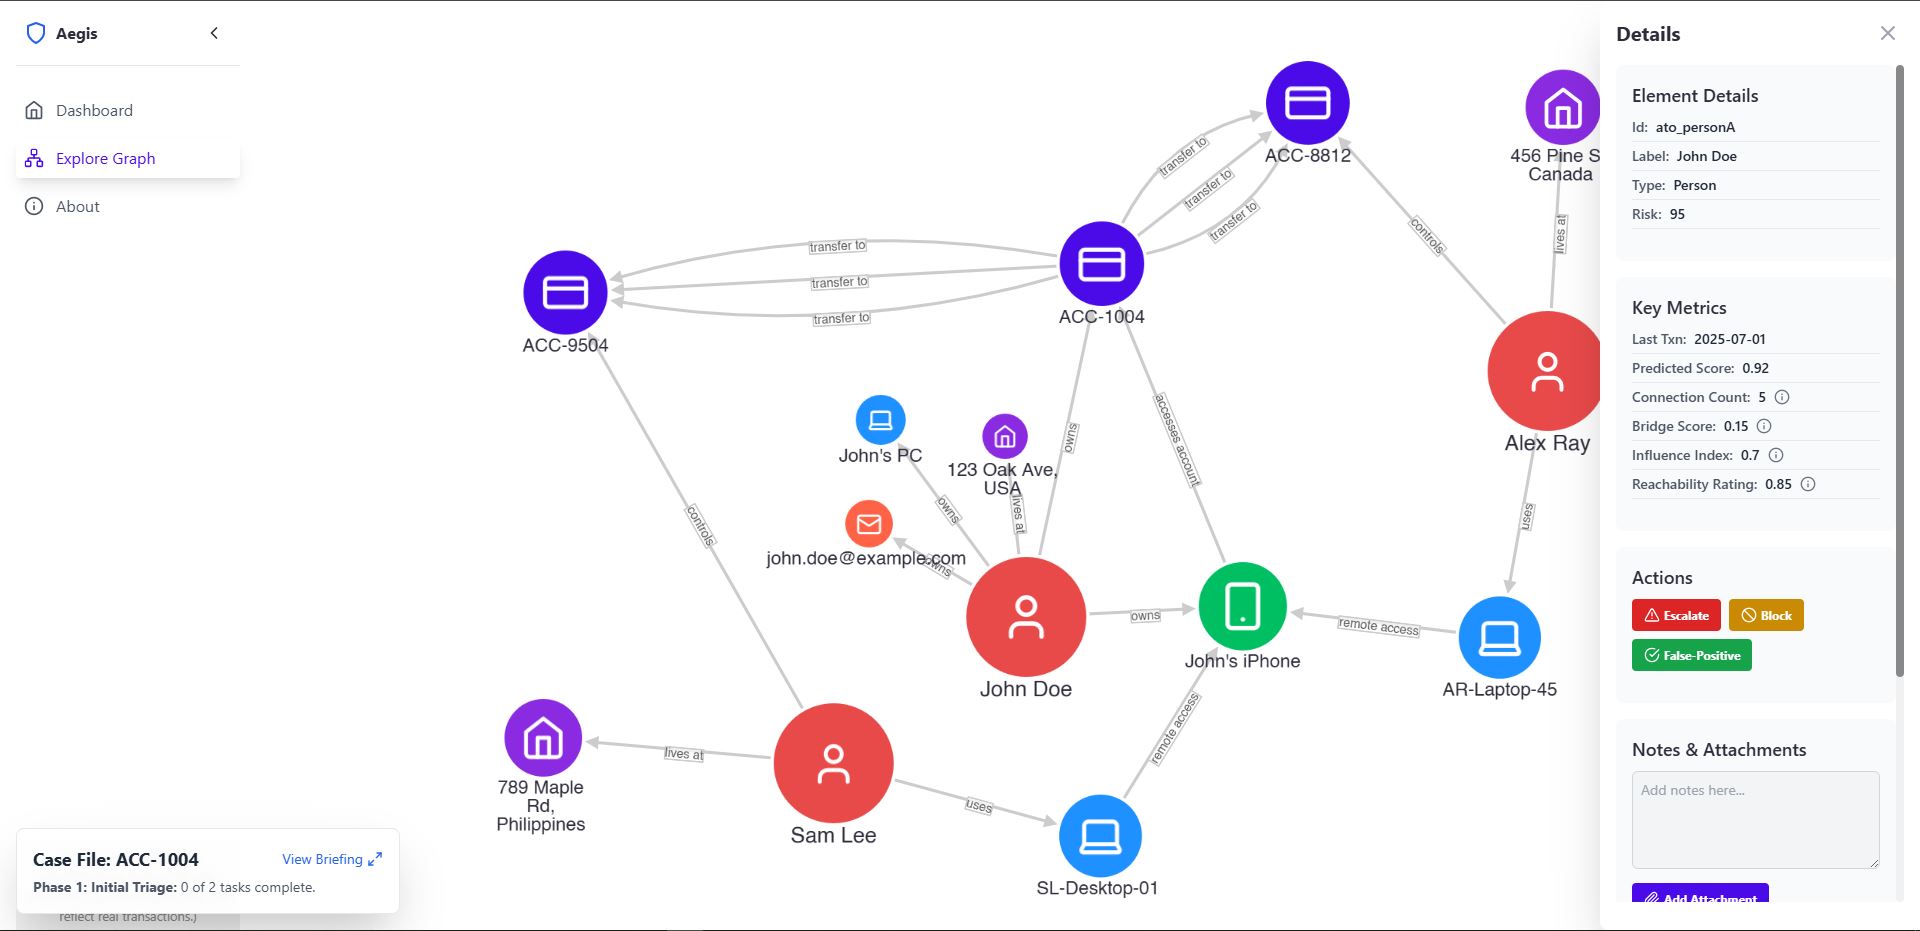 Aegis
Dashboard
Explore Graph
About
transfer to
transfer to
transfer to
ACC-8812
456 Pine S
Canada
controls
lives at
transfer to
transfer to
transfer to
ACC-9504
ACC-1004
Alex Ray
owns
accesses account
John's PC
123 Oak Ave,
USA
owns
lives at
john.doe@example.com
owns
controls
uses
owns
John's iPhone
remote access
AR-Laptop-45
John Doe
remote access
lives at
789 Maple
Rd,
Philippines
Sam Lee
uses
SL-Desktop-01
Case File: ACC-1004
View Briefing
Phase 1: Initial Triage: 0 of 2 tasks complete.
reflect real transactions.)
Details
Element Details
Id: ato_personA
Label: John Doe
Type: Person
Risk: 95
Key Metrics
Last Txn: 2025-07-01
Predicted Score: 0.92
Connection Count: 5
Bridge Score: 0.15
Influence Index: 0.7
Reachability Rating: 0.85
Actions
Escalate
Block
False-Positive
Notes & Attachments
Add notes here...
Add Attachment